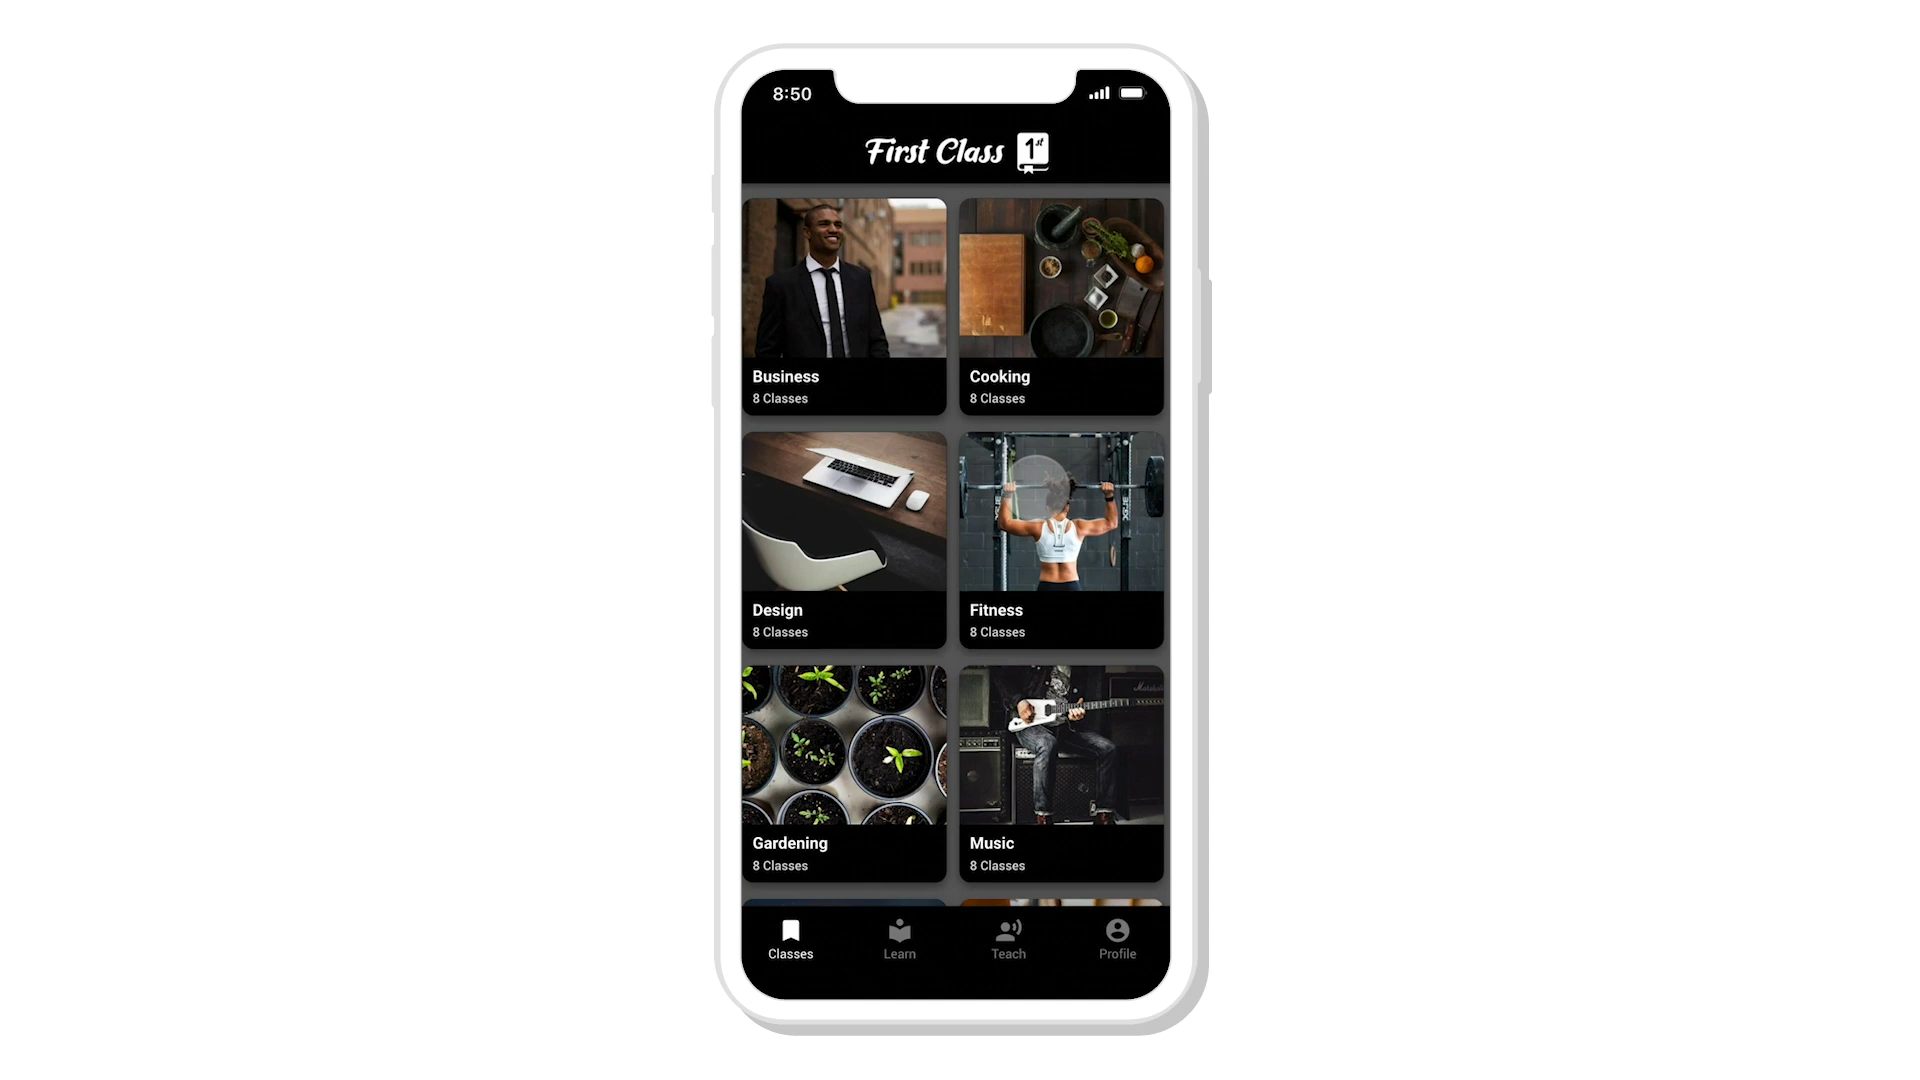 8:50
First Class 1st
Business
8 Classes
Cooking
8 Classes
Design
8 Classes
Fitness
8 Classes
Gardening
8 Classes
Marshall
Music
8 Classes
Classes
Learn
Teach
Profile